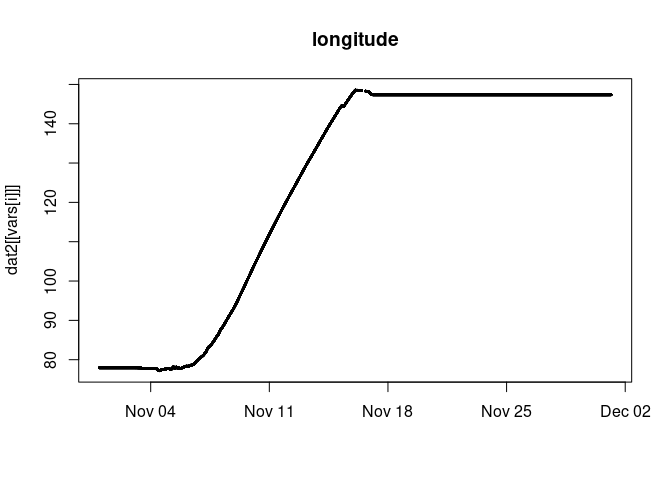 longitude
dat2[[vars[i]]]
140
120
100
90
80
Nov 04
Nov 11
Nov 18
Nov 25
Dec 02